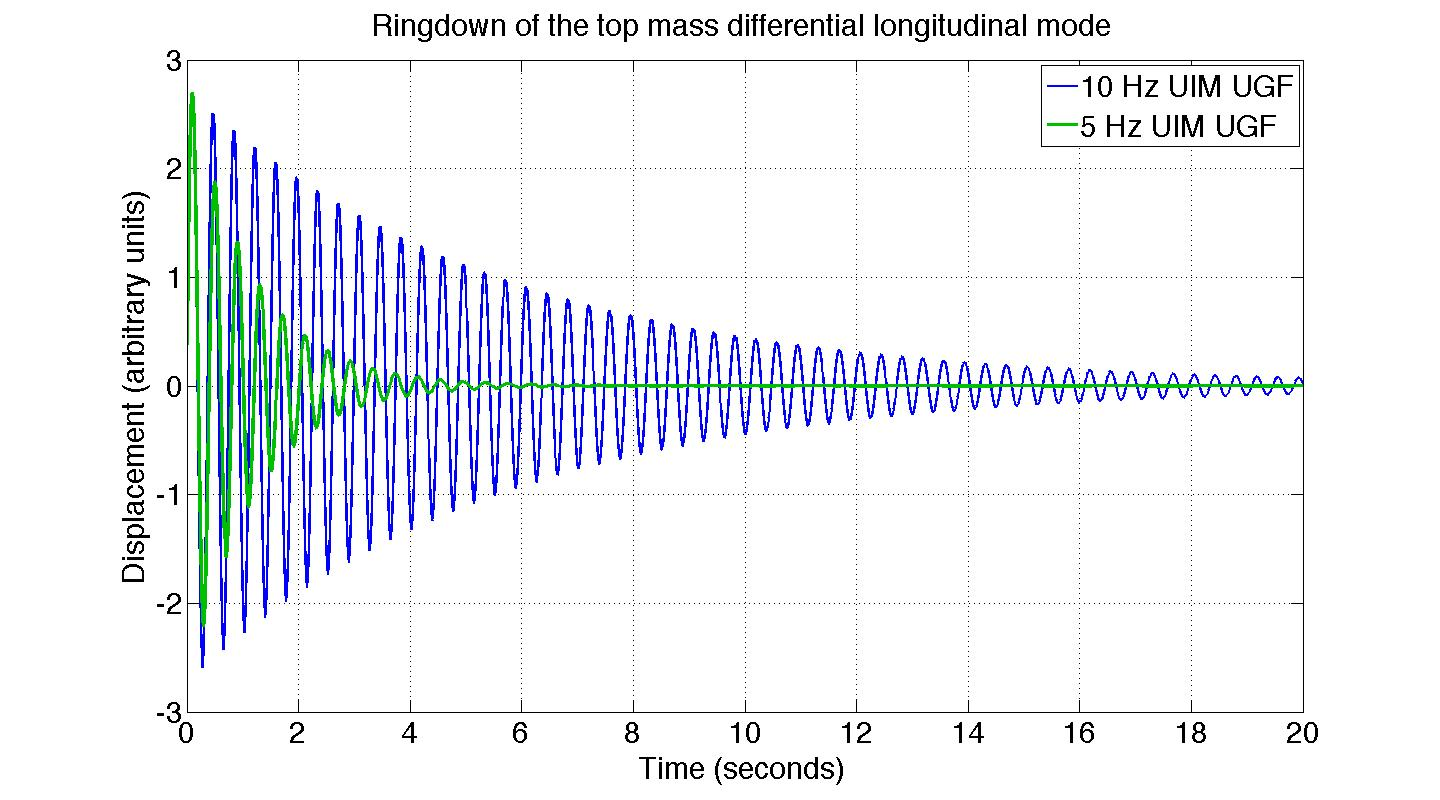 Ringdown of the top mass differential longitudinal mode
10 Hz UIM UGF
5 Hz UIM UGF
3
2
1
0
-1
-2
-3
Displacement (arbitrary units)
0 2 4 6 8 10 12 14 16 18 20
Time (seconds)